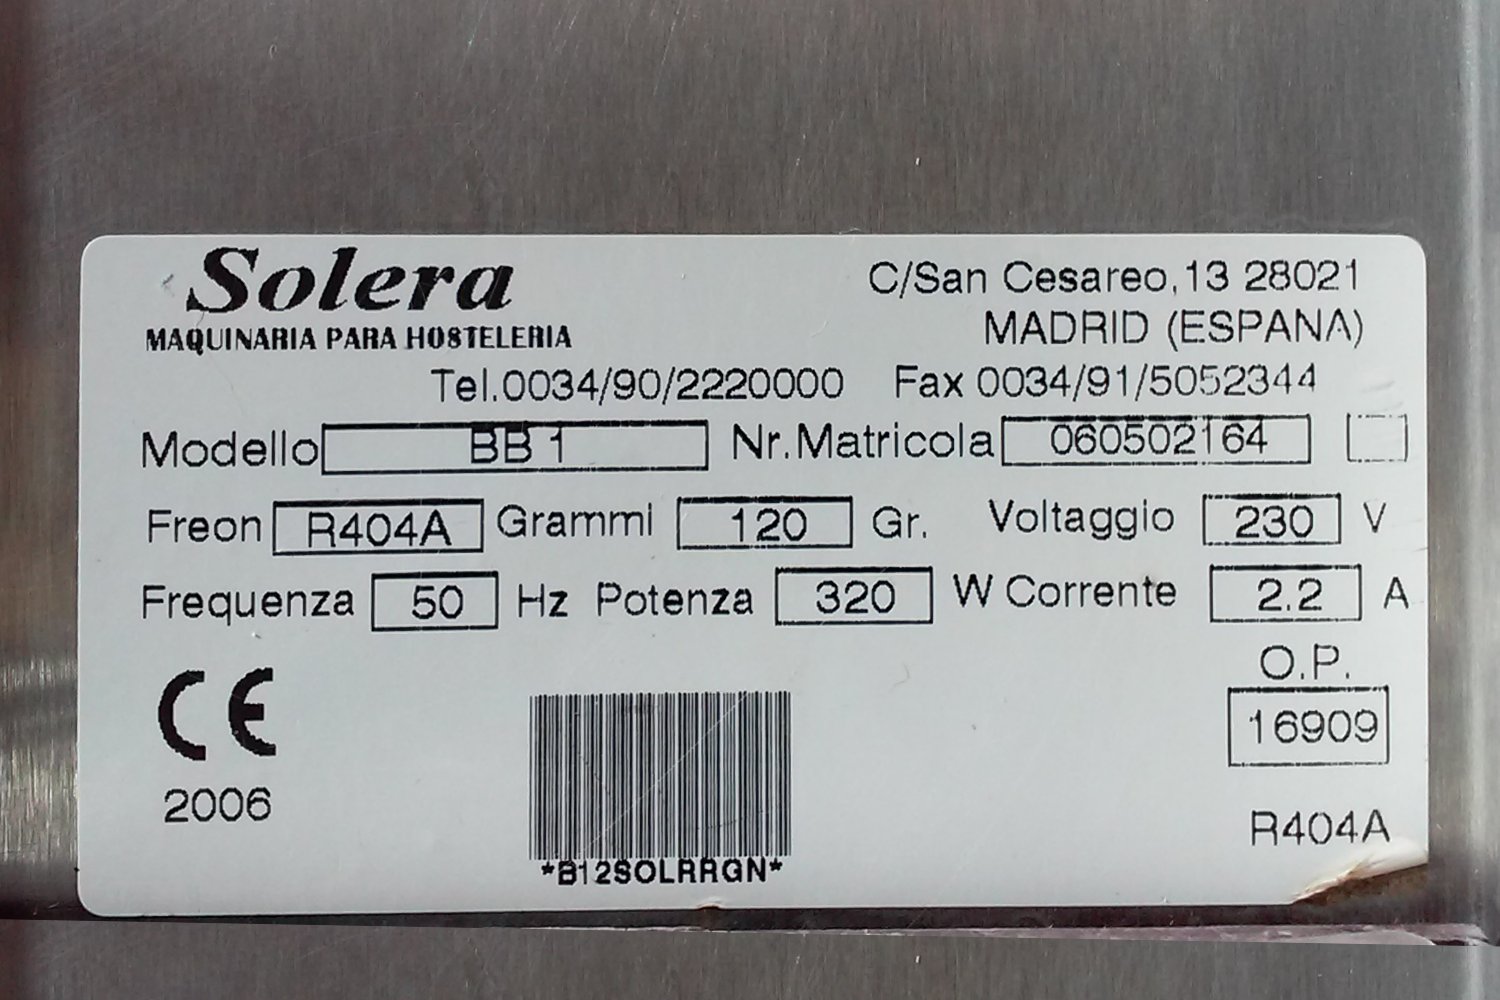 Solera
MAQUINARIA PARA HOSTELERIA
C/San Cesareo,13 28021
MADRID (ESPANA)
Tel.0034/90/2220000 Fax 0034/91/5052344
Modello BB 1 Nr.Matricola 060502164
Freon R404A Grammi 120 Gr. Voltaggio 230 V
Frequenza 50 Hz Potenza 320 W Corrente 2.2 A
O.P.
16909
CE
2006
*B12SOLRRGN*
R404A